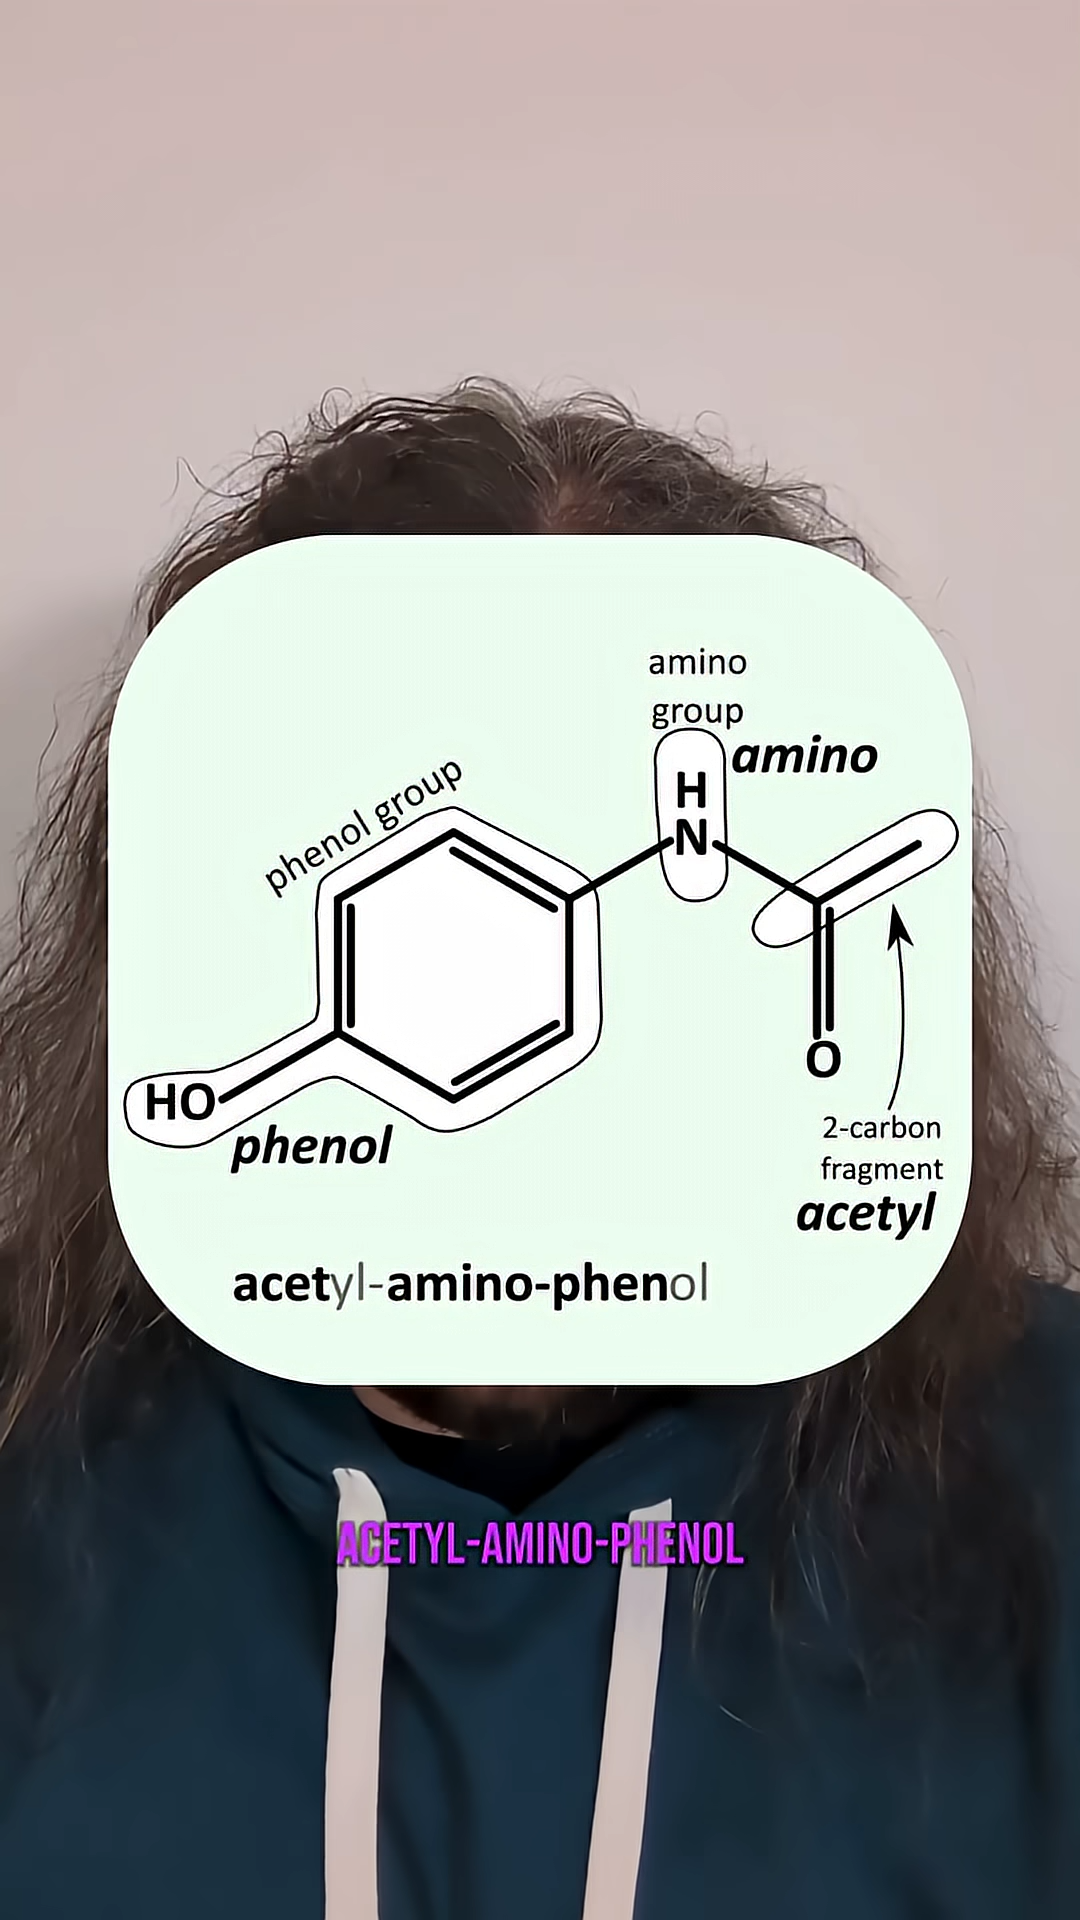 amino
group
amino
phenol group
H
N
O
HO
phenol
2-carbon
fragment
acetyl
acetyl-amino-phenol
ACETYL-AMINO-PHENOL